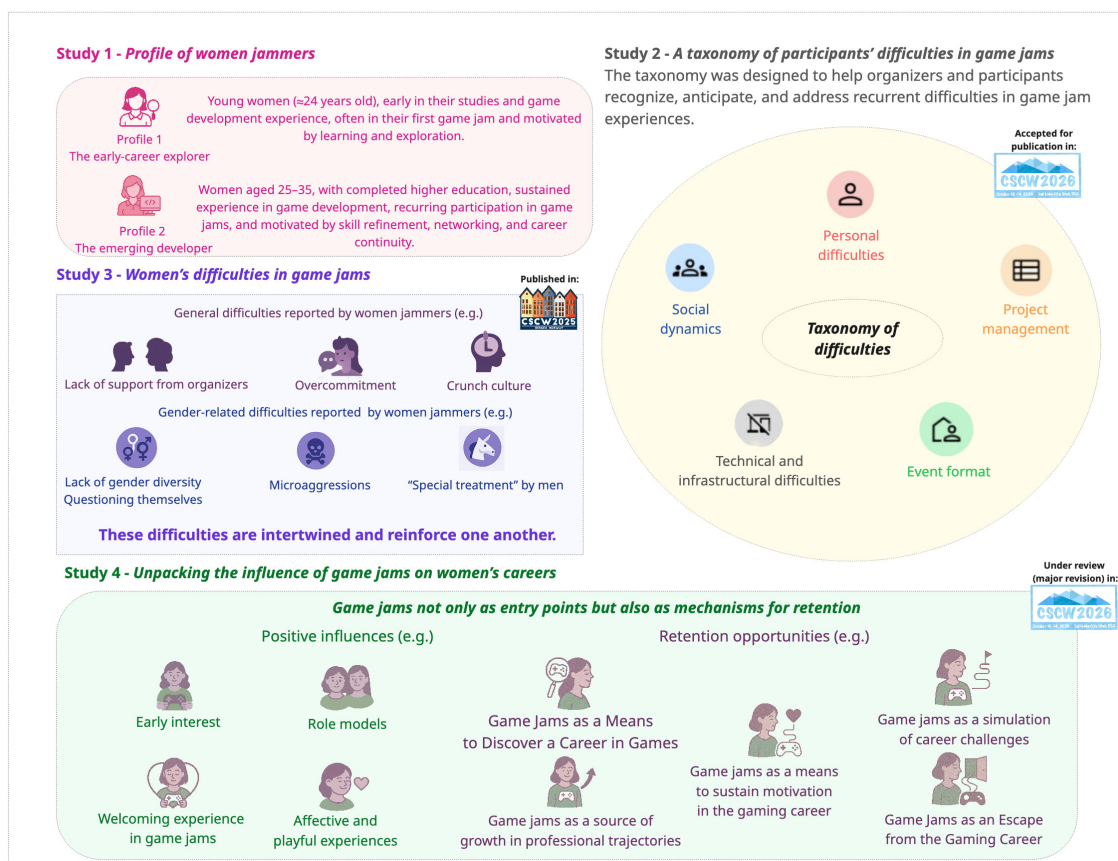 Study 1 - Profile of women jammers
Profile 1
The early-career explorer
Young women (≈24 years old), early in their studies and game
development experience, often in their first game jam and motivated
by learning and exploration.
Profile 2
The emerging developer
Women aged 25–35, with completed higher education, sustained
experience in game development, recurring participation in game
jams, and motivated by skill refinement, networking, and career
continuity.
Study 2 - A taxonomy of participants’ difficulties in game jams
The taxonomy was designed to help organizers and participants
recognize, anticipate, and address recurrent difficulties in game jam
experiences.
Accepted for
publication in:
CSCW2026
Personal
difficulties
Social
dynamics
Project
management
Taxonomy of
difficulties
Technical and
infrastructural difficulties
Event format
Study 3 - Women’s difficulties in game jams
Published in:
CSCW2025
General difficulties reported by women jammers (e.g.)
Lack of support from organizers
Overcommitment
Crunch culture
Gender-related difficulties reported  by women jammers (e.g.)
Lack of gender diversity
Questioning themselves
Microaggressions
“Special treatment” by men
These difficulties are intertwined and reinforce one another.
Study 4 - Unpacking the influence of game jams on women’s careers
Under review
(major revision) in:
CSCW2026
Game jams not only as entry points but also as mechanisms for retention
Positive influences (e.g.)
Early interest
Role models
Welcoming experience
in game jams
Affective and
playful experiences
Retention opportunities (e.g.)
Game Jams as a Means
to Discover a Career in Games
Game jams as a source of
growth in professional trajectories
Game jams as a means
to sustain motivation
in the gaming career
Game jams as a simulation
of career challenges
Game Jams as an Escape
from the Gaming Career